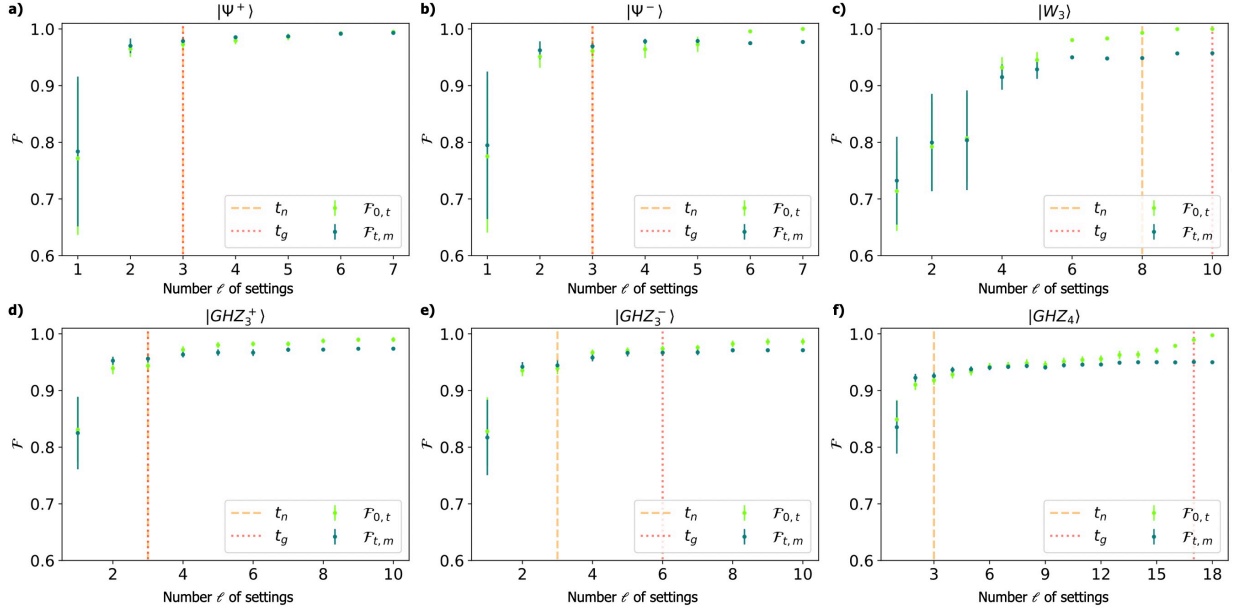 a)
|Ψ⁺⟩
1.0
0.9
0.8
0.7
0.6
ℱ
t_n
t_g
ℱ_{0,t}
ℱ_{t,m}
1 2 3 4 5 6 7
Number ℓ of settings
b)
|Ψ⁻⟩
1.0
0.9
0.8
0.7
0.6
ℱ
t_n
t_g
ℱ_{0,t}
ℱ_{t,m}
1 2 3 4 5 6 7
Number ℓ of settings
c)
|W₃⟩
1.0
0.9
0.8
0.7
0.6
ℱ
t_n
t_g
ℱ_{0,t}
ℱ_{t,m}
2 4 6 8 10
Number ℓ of settings
d)
|GHZ₃⁺⟩
1.0
0.9
0.8
0.7
0.6
ℱ
t_n
t_g
ℱ_{0,t}
ℱ_{t,m}
2 4 6 8 10
Number ℓ of settings
e)
|GHZ₃⁻⟩
1.0
0.9
0.8
0.7
0.6
ℱ
t_n
t_g
ℱ_{0,t}
ℱ_{t,m}
2 4 6 8 10
Number ℓ of settings
f)
|GHZ₄⟩
1.0
0.9
0.8
0.7
0.6
ℱ
t_n
t_g
ℱ_{0,t}
ℱ_{t,m}
3 6 9 12 15 18
Number ℓ of settings